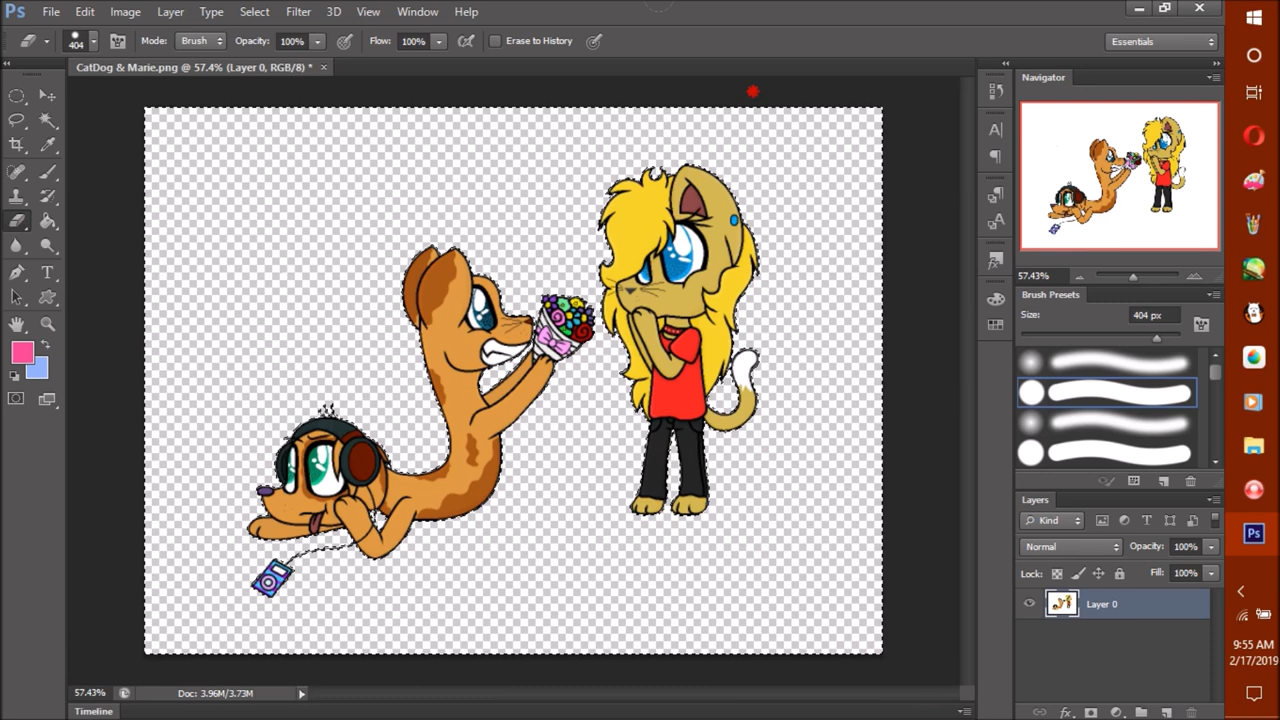 Ps File Edit Image Layer Type Select Filter 3D View Window Help
404 Mode: Brush Opacity: 100% Flow: 100% Erase to History Essentials
CatDog & Marie.png @ 57.4% (Layer 0, RGB/8) * ×
Navigator
57.43%
Brush Presets
Size: 404 px
Layers
Kind
Normal Opacity: 100%
Lock: Fill: 100%
Layer 0
Ps
9:55 AM
2/17/2019
57.43% Doc: 3.96M/3.73M
Timeline